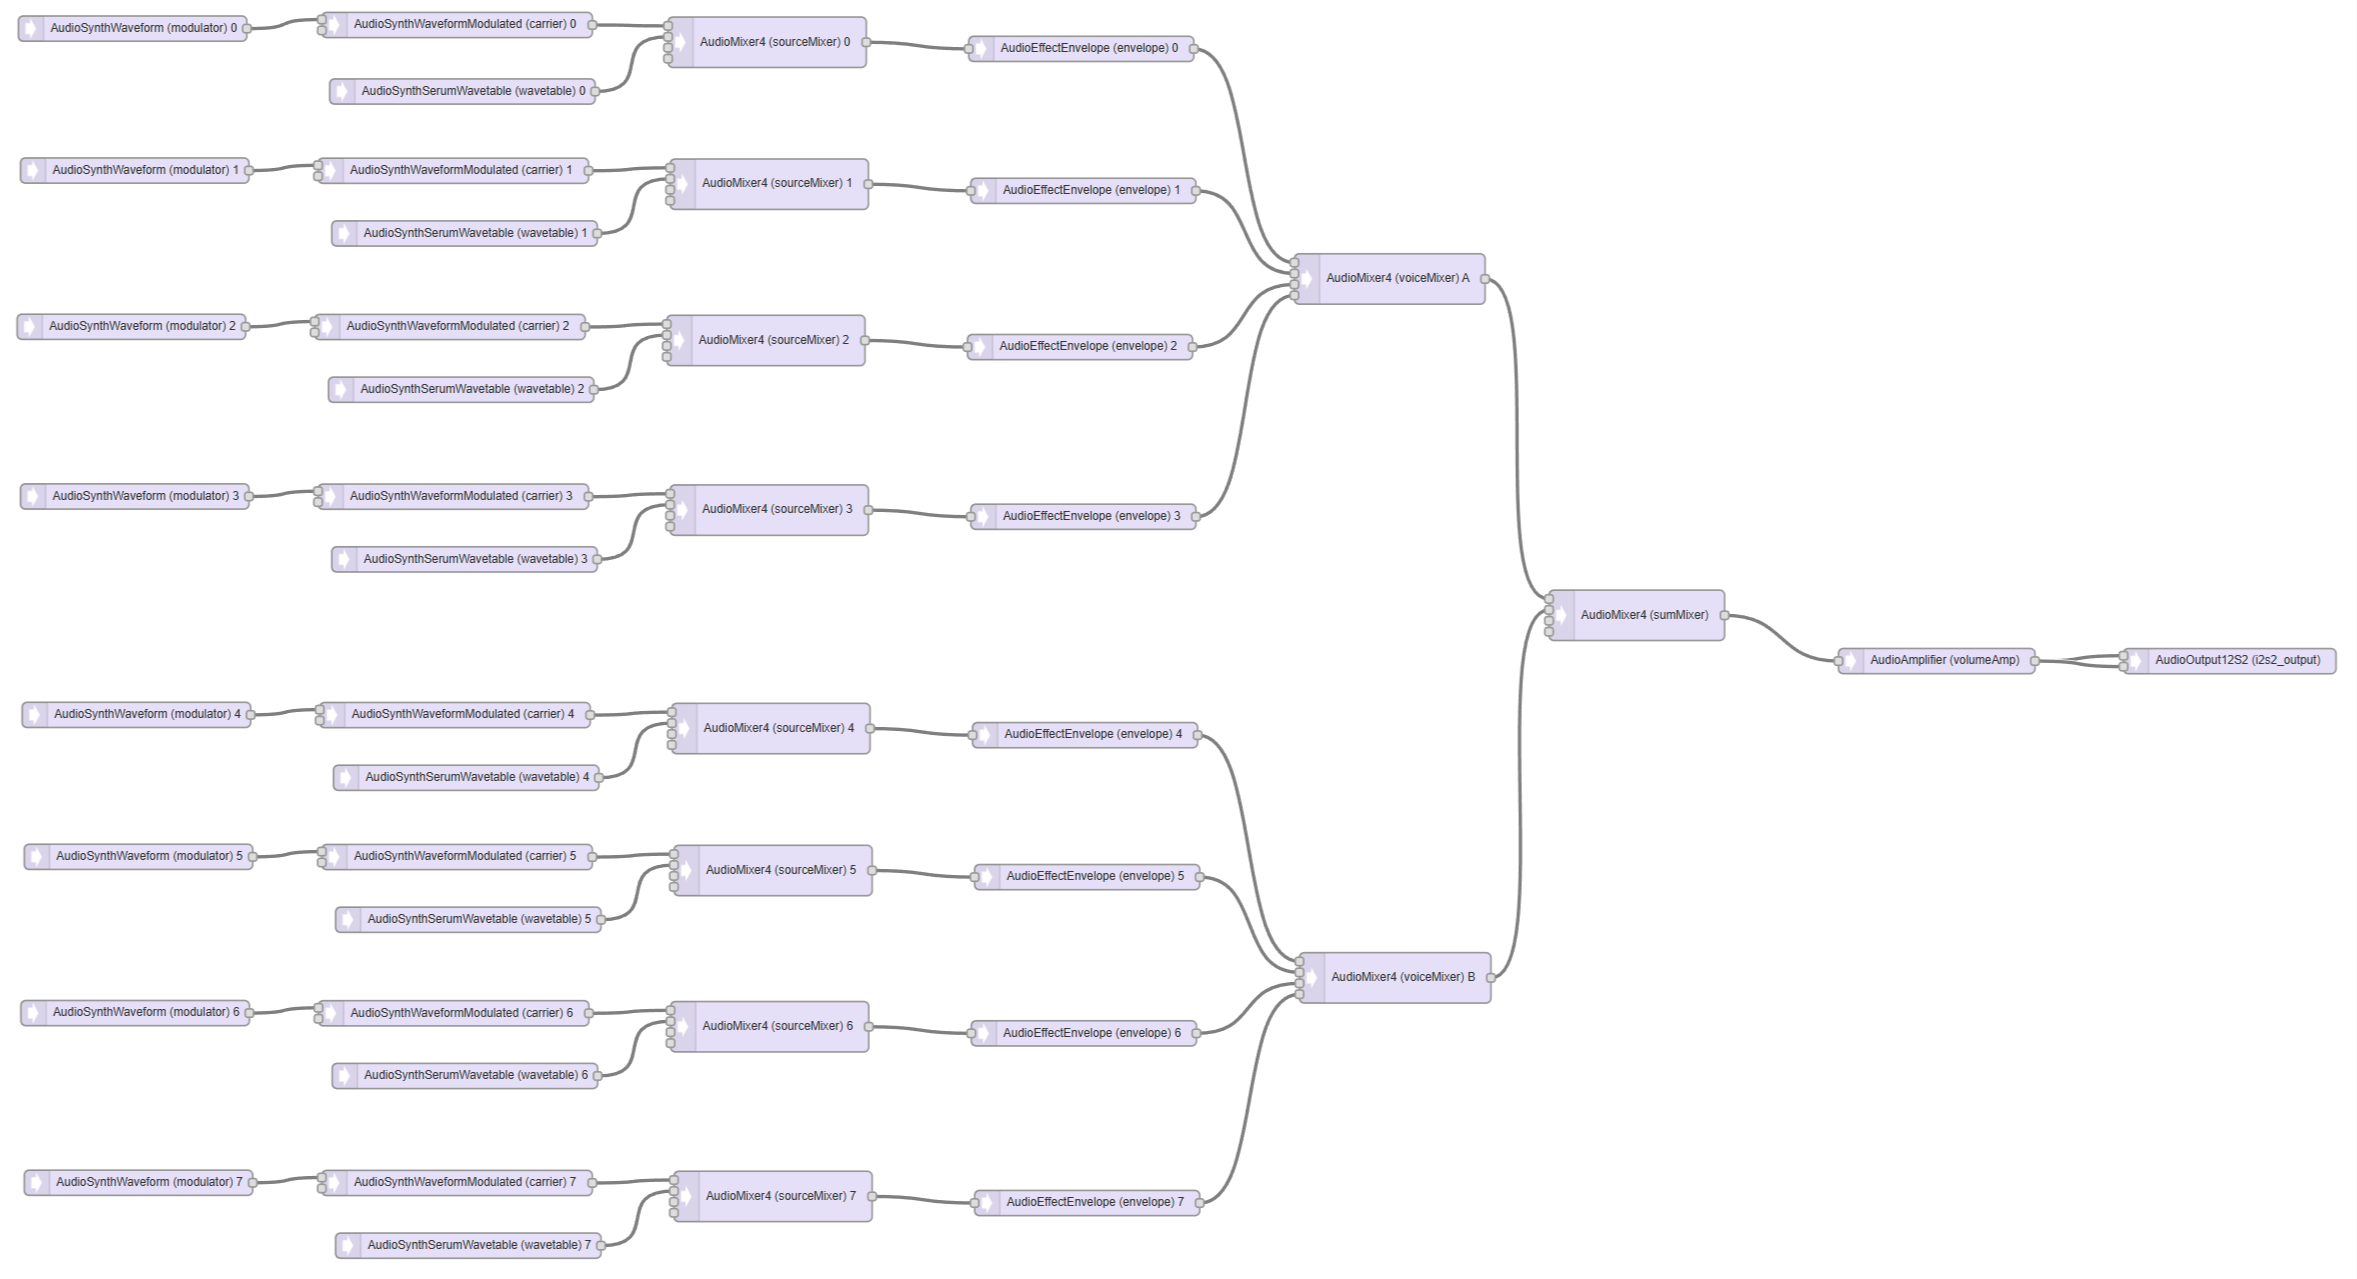 AudioSynthWaveform (modulator) 0
AudioSynthWaveformModulated (carrier) 0
AudioMixer4 (sourceMixer) 0
AudioEffectEnvelope (envelope) 0
AudioSynthSerumWavetable (wavetable) 0
AudioSynthWaveform (modulator) 1
AudioSynthWaveformModulated (carrier) 1
AudioMixer4 (sourceMixer) 1
AudioEffectEnvelope (envelope) 1
AudioSynthSerumWavetable (wavetable) 1
AudioMixer4 (voiceMixer) A
AudioSynthWaveform (modulator) 2
AudioSynthWaveformModulated (carrier) 2
AudioMixer4 (sourceMixer) 2
AudioEffectEnvelope (envelope) 2
AudioSynthSerumWavetable (wavetable) 2
AudioSynthWaveform (modulator) 3
AudioSynthWaveformModulated (carrier) 3
AudioMixer4 (sourceMixer) 3
AudioEffectEnvelope (envelope) 3
AudioSynthSerumWavetable (wavetable) 3
AudioMixer4 (sumMixer)
AudioAmplifier (volumeAmp)
AudioOutput12S2 (i2s2_output)
AudioSynthWaveform (modulator) 4
AudioSynthWaveformModulated (carrier) 4
AudioMixer4 (sourceMixer) 4
AudioEffectEnvelope (envelope) 4
AudioSynthSerumWavetable (wavetable) 4
AudioSynthWaveform (modulator) 5
AudioSynthWaveformModulated (carrier) 5
AudioMixer4 (sourceMixer) 5
AudioEffectEnvelope (envelope) 5
AudioSynthSerumWavetable (wavetable) 5
AudioMixer4 (voiceMixer) B
AudioSynthWaveform (modulator) 6
AudioSynthWaveformModulated (carrier) 6
AudioMixer4 (sourceMixer) 6
AudioEffectEnvelope (envelope) 6
AudioSynthSerumWavetable (wavetable) 6
AudioSynthWaveform (modulator) 7
AudioSynthWaveformModulated (carrier) 7
AudioMixer4 (sourceMixer) 7
AudioEffectEnvelope (envelope) 7
AudioSynthSerumWavetable (wavetable) 7